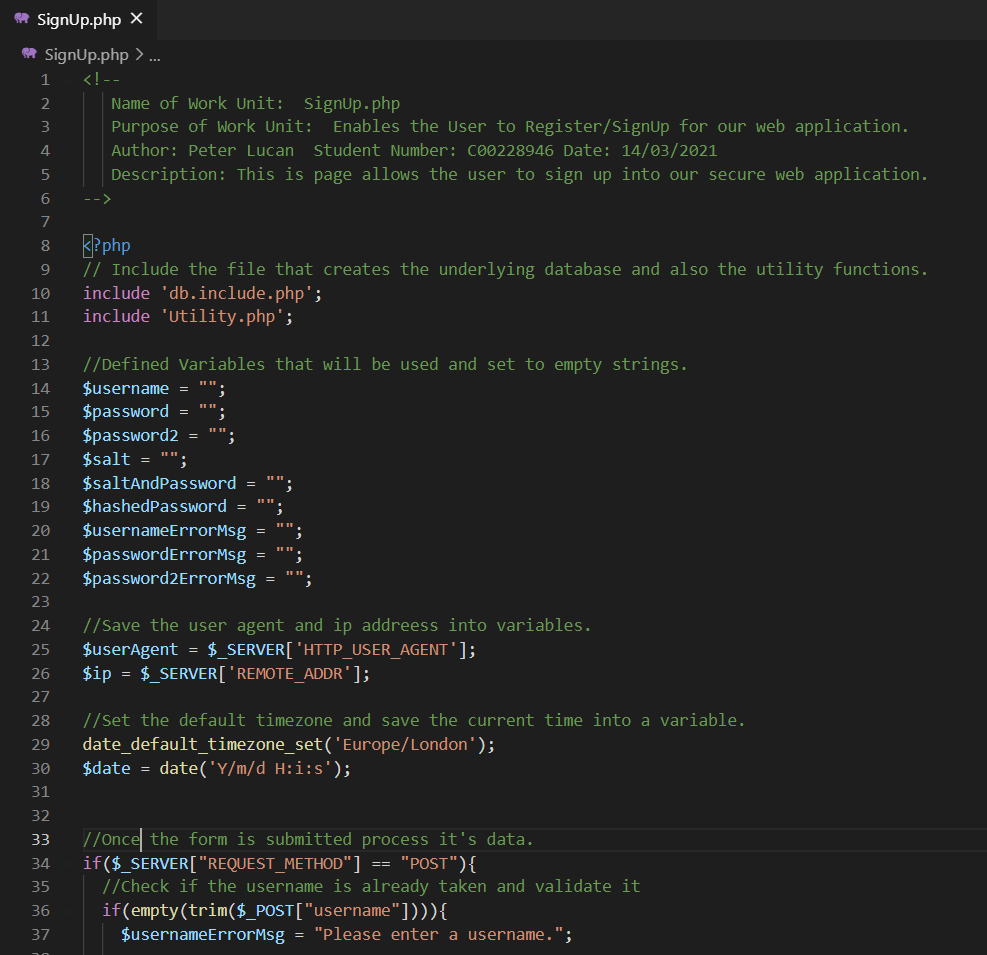 SignUp.php
SignUp.php > ...
1 <!--
2 Name of Work Unit:  SignUp.php
3 Purpose of Work Unit:  Enables the User to Register/SignUp for our web application.
4 Author: Peter Lucan  Student Number: C00228946 Date: 14/03/2021
5 Description: This is page allows the user to sign up into our secure web application.
6 -->
7
8 <?php
9 // Include the file that creates the underlying database and also the utility functions.
10 include 'db.include.php';
11 include 'Utility.php';
12
13 //Defined Variables that will be used and set to empty strings.
14 $username = "";
15 $password = "";
16 $password2 = "";
17 $salt = "";
18 $saltAndPassword = "";
19 $hashedPassword = "";
20 $usernameErrorMsg = "";
21 $passwordErrorMsg = "";
22 $password2ErrorMsg = "";
23
24 //Save the user agent and ip addreess into variables.
25 $userAgent = $_SERVER['HTTP_USER_AGENT'];
26 $ip = $_SERVER['REMOTE_ADDR'];
27
28 //Set the default timezone and save the current time into a variable.
29 date_default_timezone_set('Europe/London');
30 $date = date('Y/m/d H:i:s');
31
32
33 //Once the form is submitted process it's data.
34 if($_SERVER["REQUEST_METHOD"] == "POST"){
35 //Check if the username is already taken and validate it
36 if(empty(trim($_POST["username"]))){
37 $usernameErrorMsg = "Please enter a username.";